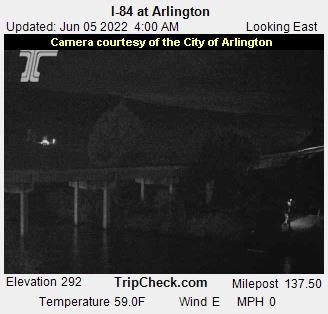 I-84 at Arlington
Updated: Jun 05 2022 4:00 AM Looking East
Camera courtesy of the City of Arlington
Elevation 292 TripCheck.com Milepost 137.50
Temperature 59.0F Wind E MPH 0